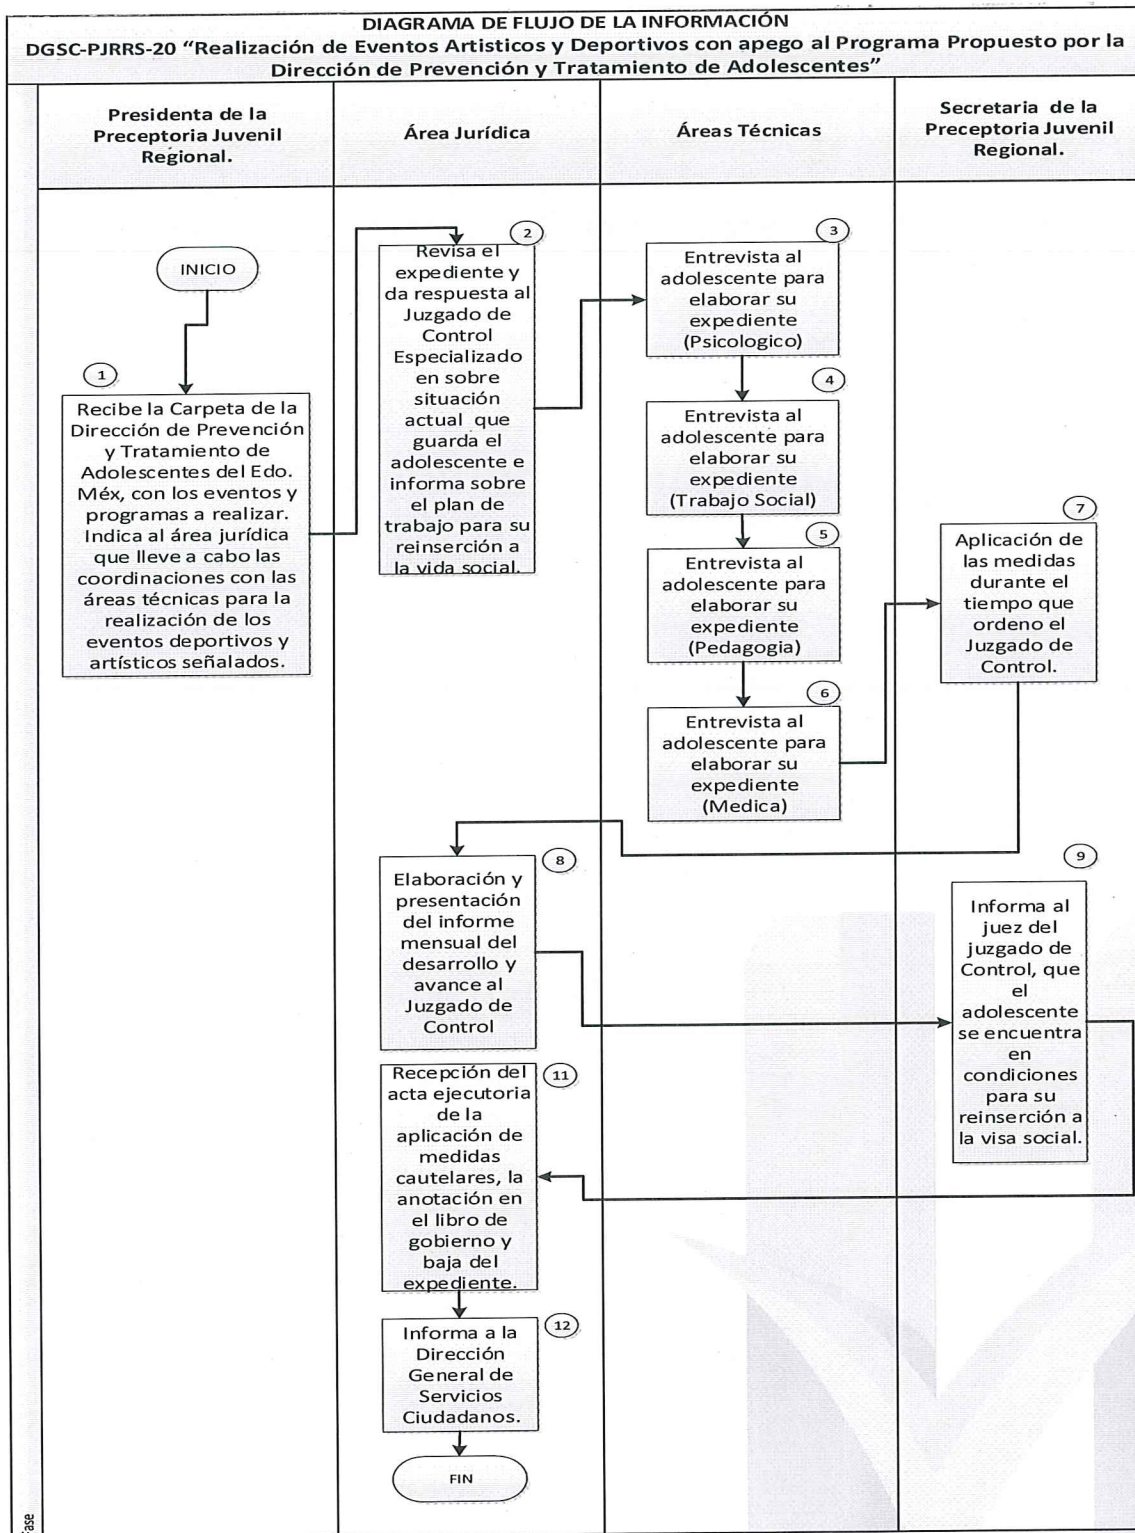 DIAGRAMA DE FLUJO DE LA INFORMACIÓN
DGSC-PJRRS-20 “Realización de Eventos Artisticos y Deportivos con apego al Programa Propuesto por la
Dirección de Prevención y Tratamiento de Adolescentes”
Presidenta de la
Preceptoria Juvenil
Regional.
Área Jurídica
Áreas Técnicas
Secretaria de la
Preceptoria Juvenil
Regional.
INICIO
1
Recibe la Carpeta de la
Dirección de Prevención
y Tratamiento de
Adolescentes del Edo.
Méx, con los eventos y
programas a realizar.
Indica al área jurídica
que lleve a cabo las
coordinaciones con las
áreas técnicas para la
realización de los
eventos deportivos y
artísticos señalados.
2
Revisa el
expediente y
da respuesta al
Juzgado de
Control
Especializado
en sobre
situación
actual que
guarda el
adolescente e
informa sobre
el plan de
trabajo para su
reinserción a
la vida social.
3
Entrevista al
adolescente para
elaborar su
expediente
(Psicologico)
4
Entrevista al
adolescente para
elaborar su
expediente
(Trabajo Social)
5
Entrevista al
adolescente para
elaborar su
expediente
(Pedagogia)
6
Entrevista al
adolescente para
elaborar su
expediente
(Medica)
7
Aplicación de
las medidas
durante el
tiempo que
ordeno el
Juzgado de
Control.
8
Elaboración y
presentación
del informe
mensual del
desarrollo y
avance al
Juzgado de
Control
9
Informa al
juez del
juzgado de
Control, que
el
adolescente
se encuentra
en
condiciones
para su
reinserción a
la visa social.
11
Recepción del
acta ejecutoria
de la
aplicación de
medidas
cautelares, la
anotación en
el libro de
gobierno y
baja del
expediente.
12
Informa a la
Dirección
General de
Servicios
Ciudadanos.
FIN